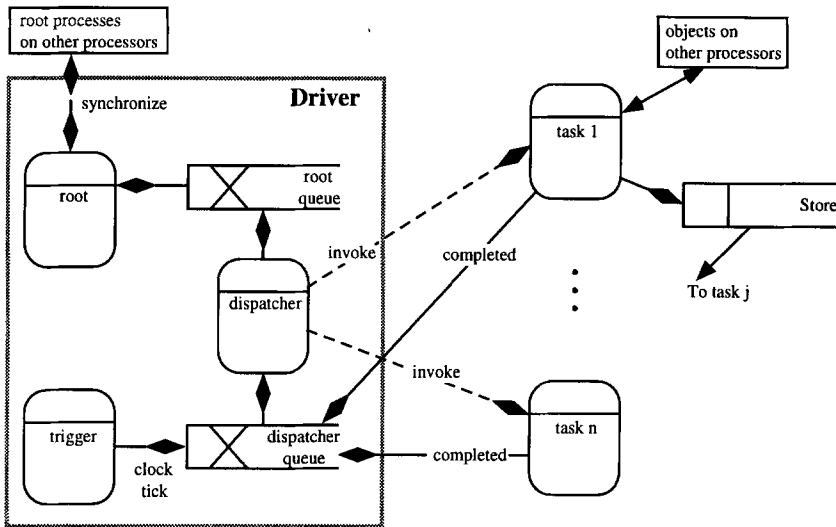 root processes
on other processors
objects on
other processors
synchronize
Driver
task 1
root
root
queue
Store
invoke
completed
dispatcher
To task j
invoke
trigger
dispatcher
queue
task n
completed
clock
tick